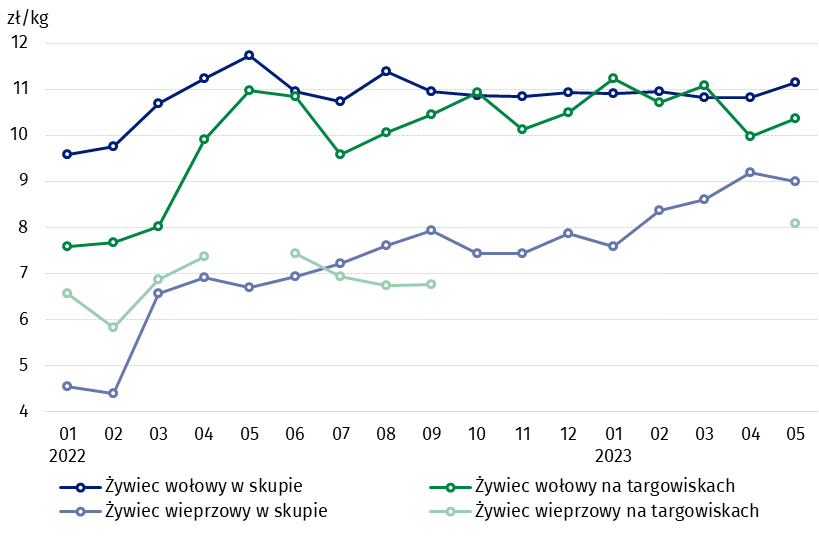 zł/kg
12
11
10
9
8
7
6
5
4
01 02 03 04 05 06 07 08 09 10 11 12 01 02 03 04 05
2022 2023
Żywiec wołowy w skupie Żywiec wołowy na targowiskach
Żywiec wieprzowy w skupie Żywiec wieprzowy na targowiskach